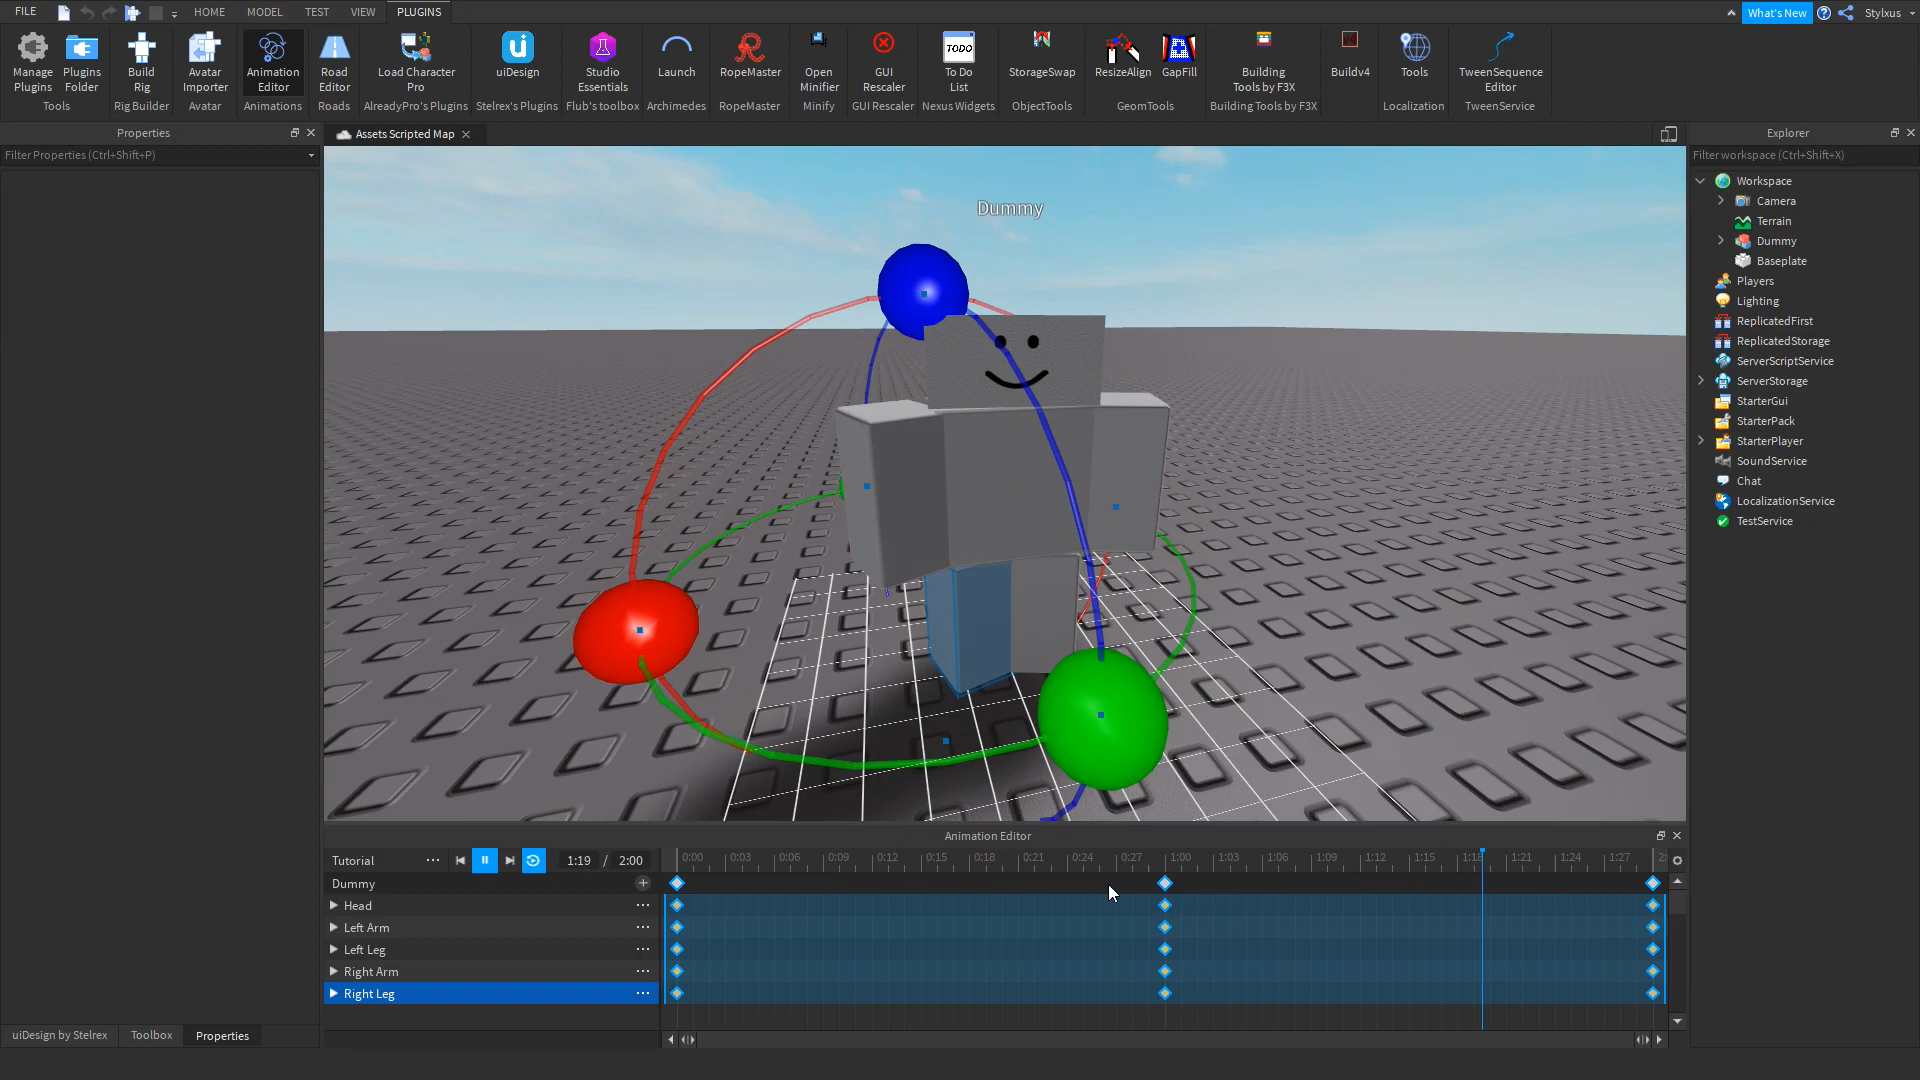 FILE HOME MODEL TEST VIEW PLUGINS What's New Stylxus
Manage Plugins
Plugins Folder
Tools
Build Rig
Rig Builder
Avatar Importer
Avatar
Animation Editor
Animations
Road Editor
Roads
Load Character Pro
AlreadyPro's Plugins
uiDesign
Stelrex's Plugins
Studio Essentials
Flub's toolbox
Launch
Archimedes
RopeMaster
RopeMaster
Open Minifier
Minify
GUI Rescaler
GUI Rescaler
TODO
To Do List
Nexus Widgets
StorageSwap
ObjectTools
ResizeAlign
GapFill
GeomTools
Building Tools by F3X
Building Tools by F3X
Buildv4
Tools
Localization
TweenSequence Editor
TweenService
Properties
Filter Properties (Ctrl+Shift+P)
Assets Scripted Map
Dummy
Explorer
Filter workspace (Ctrl+Shift+X)
Workspace
Camera
Terrain
Dummy
Baseplate
Players
Lighting
ReplicatedFirst
ReplicatedStorage
ServerScriptService
ServerStorage
StarterGui
StarterPack
StarterPlayer
SoundService
Chat
LocalizationService
TestService
Animation Editor
Tutorial ... 1:19 / 2:00 0:00 0:03 0:06 0:09 0:12 0:15 0:18 0:21 0:24 0:27 1:00 1:03 1:06 1:09 1:12 1:15 1:18 1:21 1:24 1:27
Dummy
Head ...
Left Arm ...
Left Leg ...
Right Arm ...
Right Leg ...
uiDesign by Stelrex Toolbox Properties